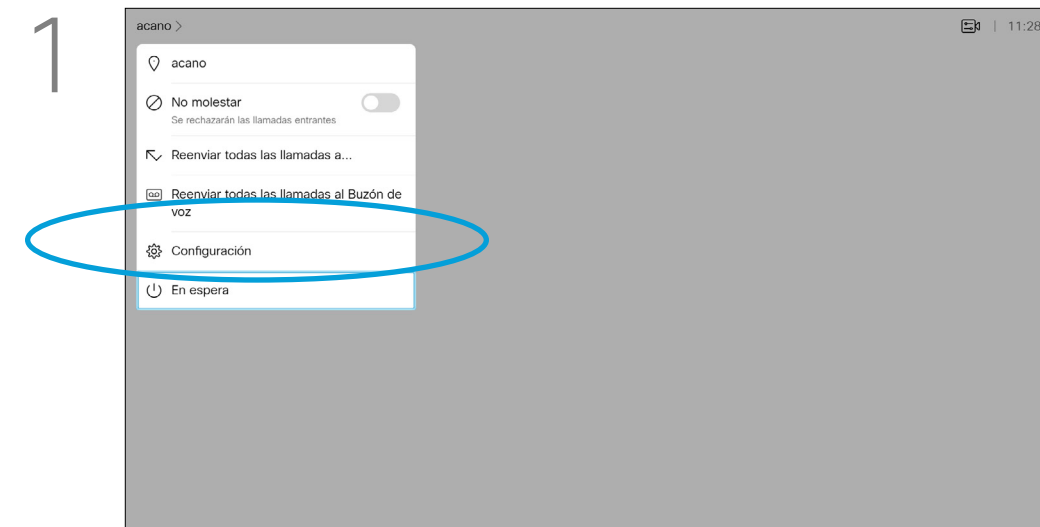 1
acano >
11:28
acano
No molestar
Se rechazarán las llamadas entrantes
Reenviar todas las llamadas a...
Reenviar todas las llamadas al Buzón de
voz
Configuración
En espera